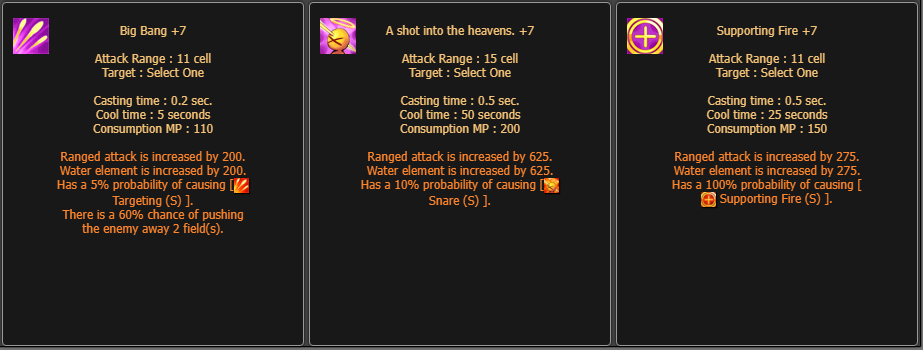 Big Bang +7
Attack Range : 11 cell
Target : Select One
Casting time : 0.2 sec.
Cool time : 5 seconds
Consumption MP : 110
Ranged attack is increased by 200.
Water element is increased by 200.
Has a 5% probability of causing [
Targeting (S) ].
There is a 60% chance of pushing
the enemy away 2 field(s).
A shot into the heavens. +7
Attack Range : 15 cell
Target : Select One
Casting time : 0.5 sec.
Cool time : 50 seconds
Consumption MP : 200
Ranged attack is increased by 625.
Water element is increased by 625.
Has a 10% probability of causing [
Snare (S) ].
Supporting Fire +7
Attack Range : 11 cell
Target : Select One
Casting time : 0.5 sec.
Cool time : 25 seconds
Consumption MP : 150
Ranged attack is increased by 275.
Water element is increased by 275.
Has a 100% probability of causing [
Supporting Fire (S) ].